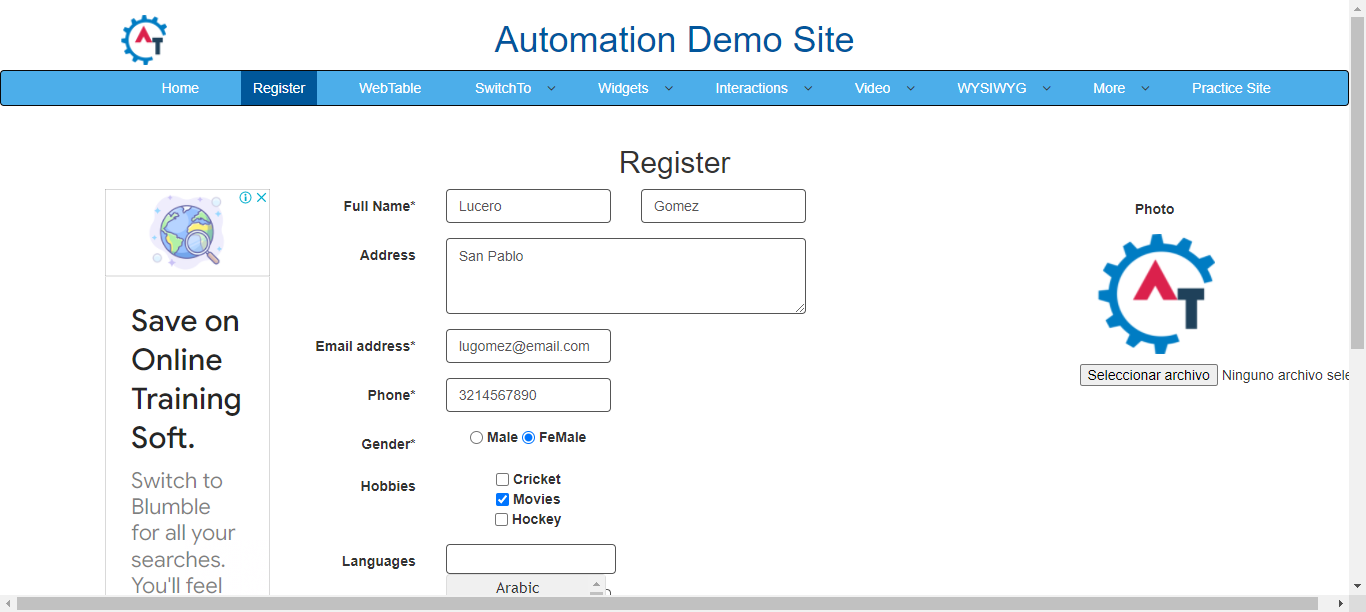 AT
Automation Demo Site
Home Register WebTable SwitchTo Widgets Interactions Video WYSIWYG More Practice Site
Register
Full Name* Lucero Gomez
Photo
Address San Pablo
AT
Save on
Online
Training
Soft.
Email address* lugomez@email.com
Seleccionar archivo Ninguno archivo sele
Phone* 3214567890
Gender* Male FeMale
Switch to
Blumble
for all your
searches.
You'll feel
Hobbies Cricket
Movies
Hockey
Languages
Arabic